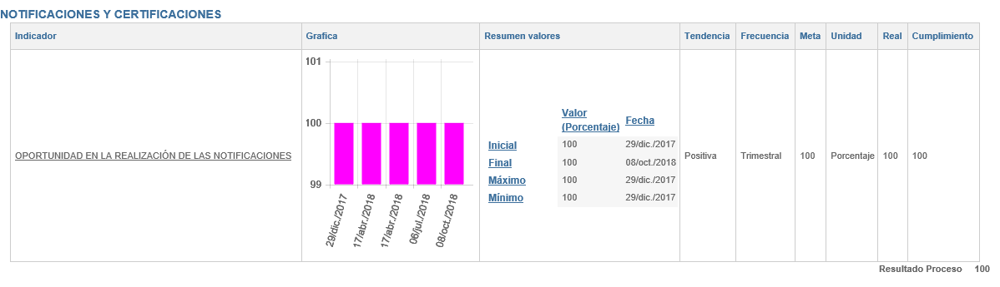 NOTIFICACIONES Y CERTIFICACIONES
Indicador Grafica Resumen valores Tendencia Frecuencia Meta Unidad Real Cumplimiento
OPORTUNIDAD EN LA REALIZACIÓN DE LAS NOTIFICACIONES
101
100
99
29/dic./2017
17/abr./2018
17/abr./2018
06/jul./2018
08/oct./2018
Valor
(Porcentaje) Fecha
Inicial 100 29/dic./2017
Final 100 08/oct./2018
Máximo 100 29/dic./2017
Mínimo 100 29/dic./2017
Positiva Trimestral 100 Porcentaje 100 100
Resultado Proceso 100